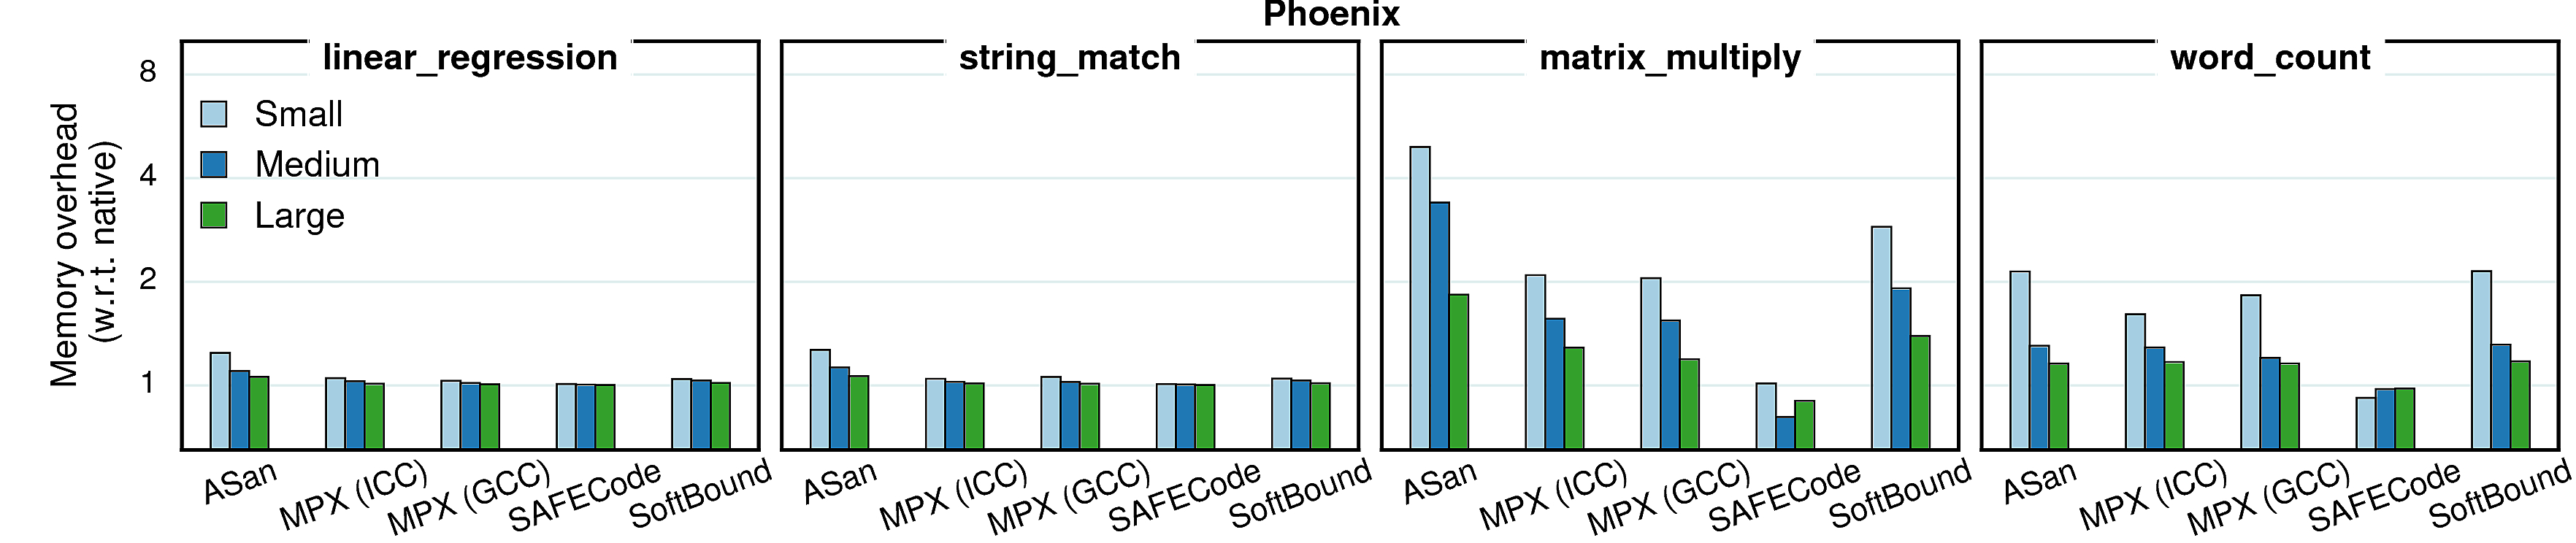 Phoenix
linear_regression
string_match
matrix_multiply
word_count
Memory overhead
(w.r.t. native)
8
4
2
1
Small
Medium
Large
ASan
MPX (ICC)
MPX (GCC)
SAFECode
SoftBound
ASan
MPX (ICC)
MPX (GCC)
SAFECode
SoftBound
ASan
MPX (ICC)
MPX (GCC)
SAFECode
SoftBound
ASan
MPX (ICC)
MPX (GCC)
SAFECode
SoftBound